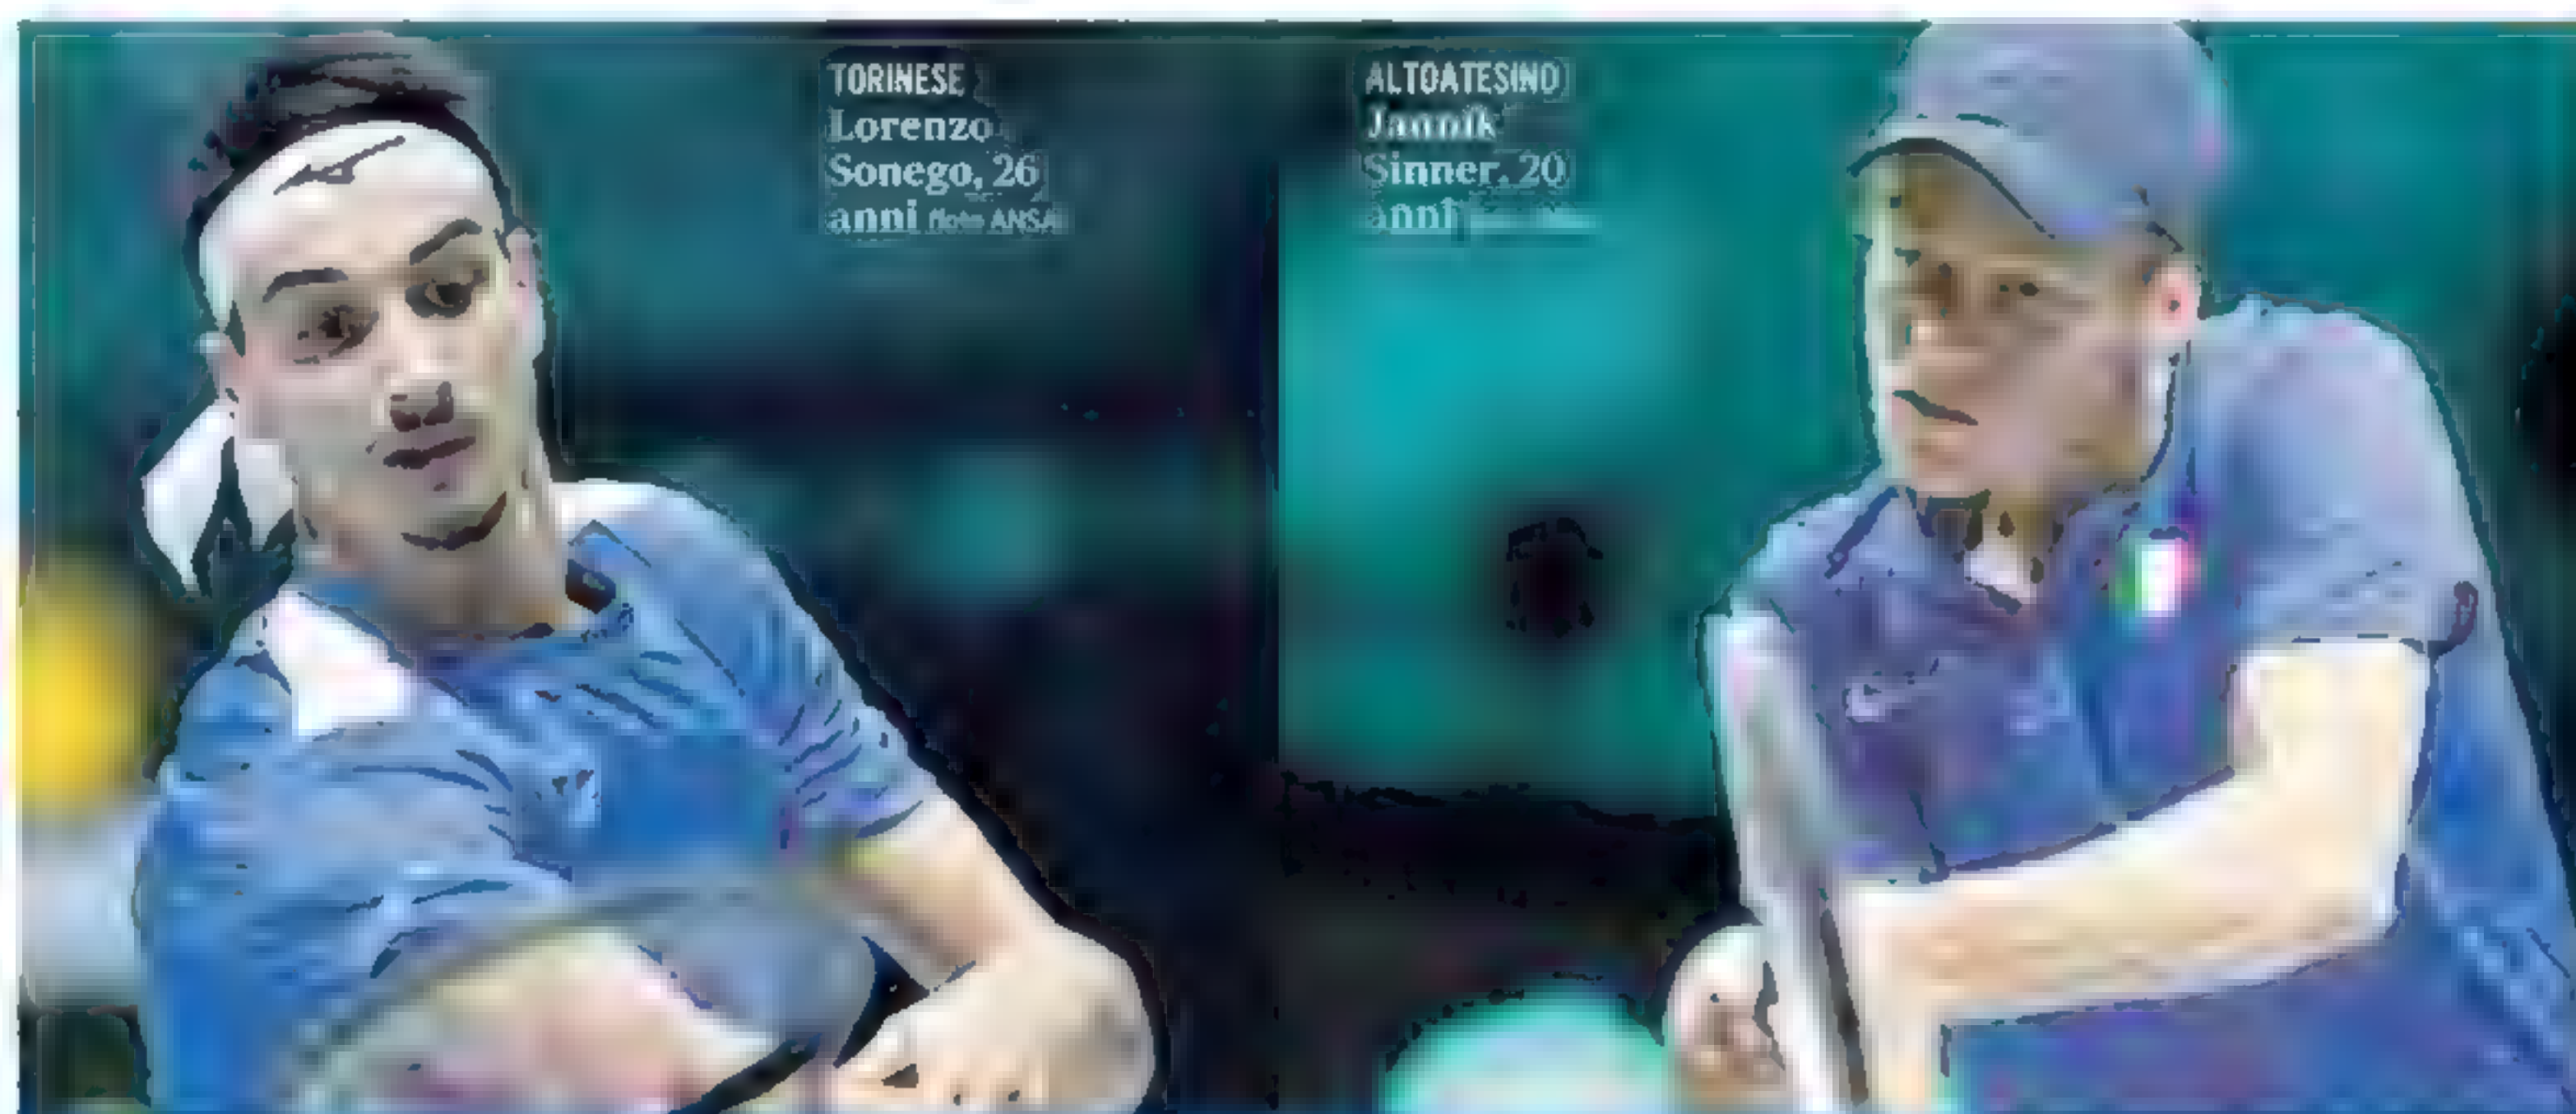 TORINESE
Lorenzo
Sonego, 26
anni (foto ANSA
ALTOATESINO
Jannik
Sinner, 20
anni